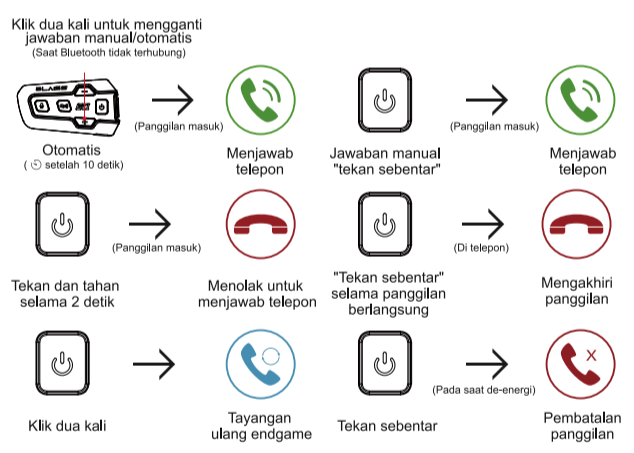 Klik dua kali untuk mengganti
jawaban manual/otomatis
(Saat Bluetooth tidak terhubung)
(Panggilan masuk)
Otomatis
( setelah 10 detik)
Menjawab
telepon
(Panggilan masuk)
Jawaban manual
"tekan sebentar"
Menjawab
telepon
(Panggilan masuk)
Tekan dan tahan
selama 2 detik
Menolak untuk
menjawab telepon
(Di telepon)
"Tekan sebentar"
selama panggilan
berlangsung
Mengakhiri
panggilan
Klik dua kali
Tayangan
ulang endgame
(Pada saat de-energi)
Tekan sebentar
X
Pembatalan
panggilan